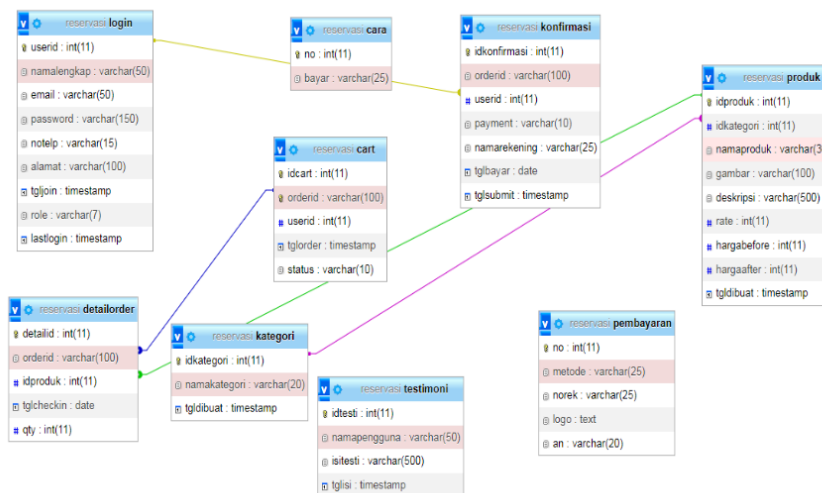 reservasi login
userid : int(11)
namalengkap : varchar(50)
email : varchar(50)
password : varchar(150)
notelp : varchar(15)
alamat : varchar(100)
tgljoin : timestamp
role : varchar(7)
lastlogin : timestamp
reservasi cara
no : int(11)
bayar : varchar(25)
reservasi konfirmasi
idkonfirmasi : int(11)
orderid : varchar(100)
userid : int(11)
payment : varchar(10)
namarekening : varchar(25)
tglbayar : date
tglsubmit : timestamp
reservasi produk
idproduk : int(11)
idkategori : int(11)
namaproduk : varchar(3
gambar : varchar(100)
deskripsi : varchar(500)
rate : int(11)
hargabefore : int(11)
hargaafter : int(11)
tgldibuat : timestamp
reservasi cart
idcart : int(11)
orderid : varchar(100)
userid : int(11)
tglorder : timestamp
status : varchar(10)
reservasi detailorder
detailid : int(11)
orderid : varchar(100)
idproduk : int(11)
tglcheckin : date
qty : int(11)
reservasi kategori
idkategori : int(11)
namakategori : varchar(20)
tgldibuat : timestamp
reservasi testimoni
idtesti : int(11)
namapengguna : varchar(50)
isitesti : varchar(500)
tglisi : timestamp
reservasi pembayaran
no : int(11)
metode : varchar(25)
norek : varchar(25)
logo : text
an : varchar(20)